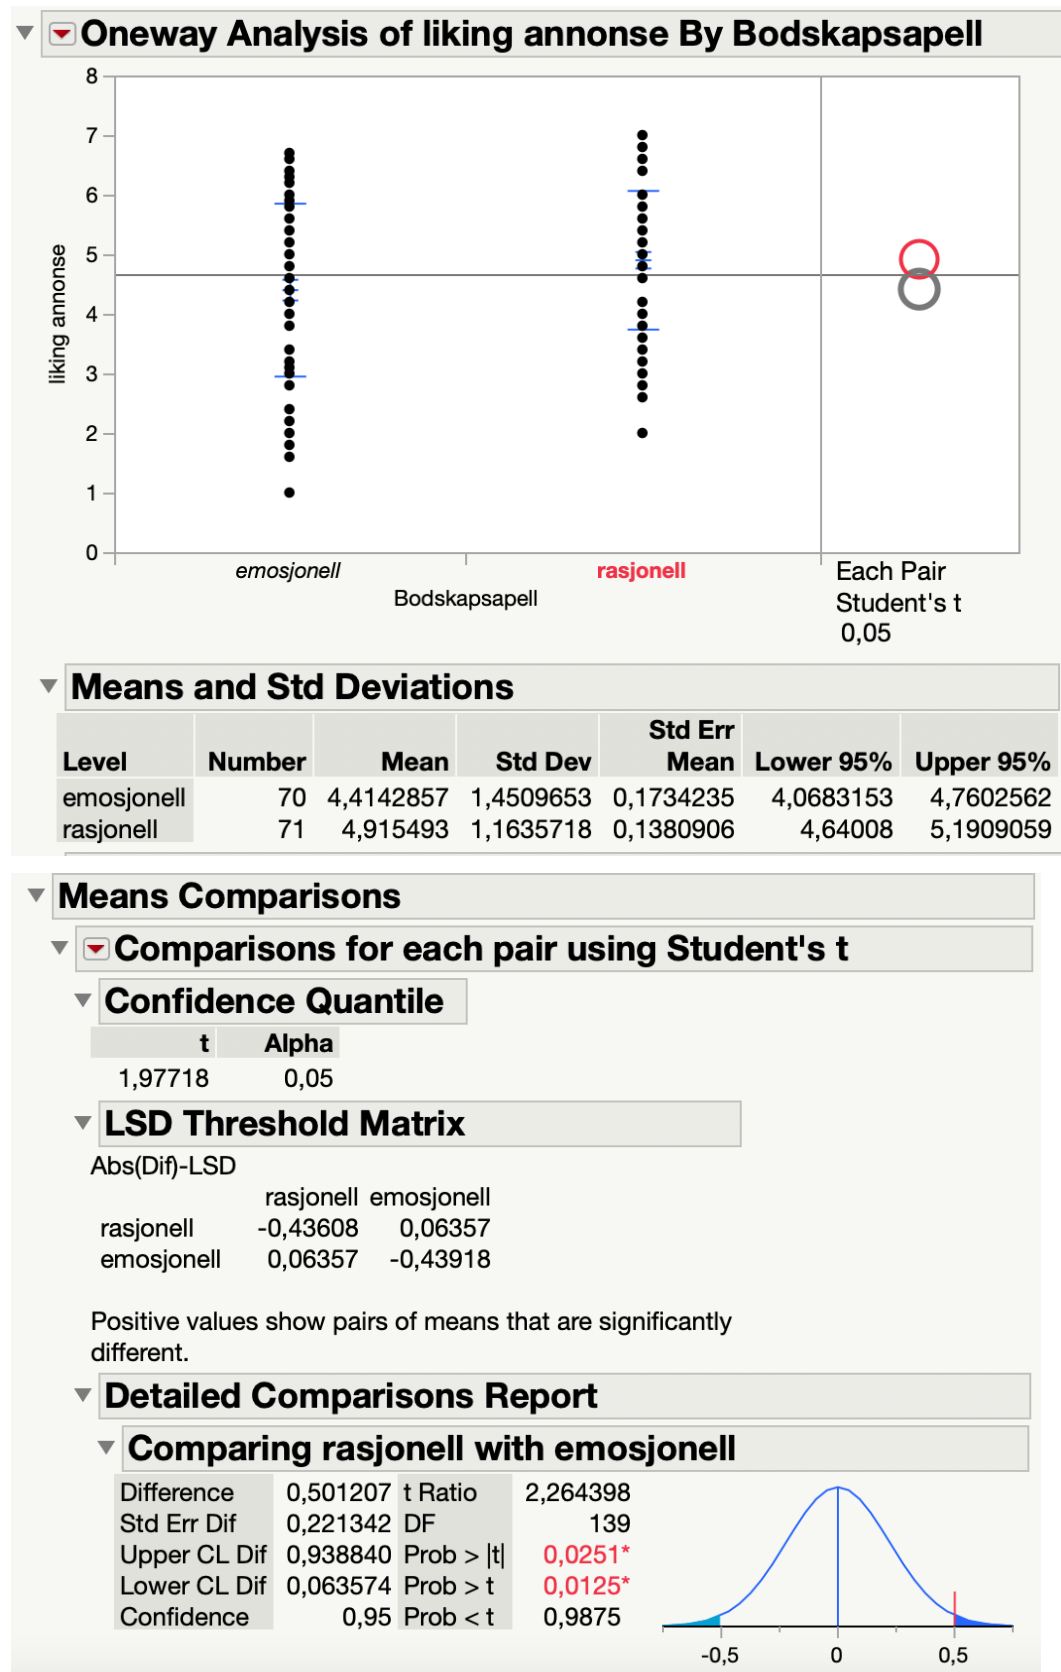 Oneway Analysis of liking annonse By Bodskapsapell
8
7
6
5
4
3
2
1
0
liking annonse
emosjonell rasjonell
Bodskapsapell
Each Pair
Student's t
0,05
Means and Std Deviations
Std Err
Level Number Mean Std Dev Mean Lower 95% Upper 95%
emosjonell 70 4,4142857 1,4509653 0,1734235 4,0683153 4,7602562
rasjonell 71 4,915493 1,1635718 0,1380906 4,64008 5,1909059
Means Comparisons
Comparisons for each pair using Student's t
Confidence Quantile
t Alpha
1,97718 0,05
LSD Threshold Matrix
Abs(Dif)-LSD
rasjonell emosjonell
rasjonell -0,43608 0,06357
emosjonell 0,06357 -0,43918
Positive values show pairs of means that are significantly
different.
Detailed Comparisons Report
Comparing rasjonell with emosjonell
Difference 0,501207 t Ratio 2,264398
Std Err Dif 0,221342 DF 139
Upper CL Dif 0,938840 Prob > |t| 0,0251*
Lower CL Dif 0,063574 Prob > t 0,0125*
Confidence 0,95 Prob < t 0,9875
-0,5 0 0,5